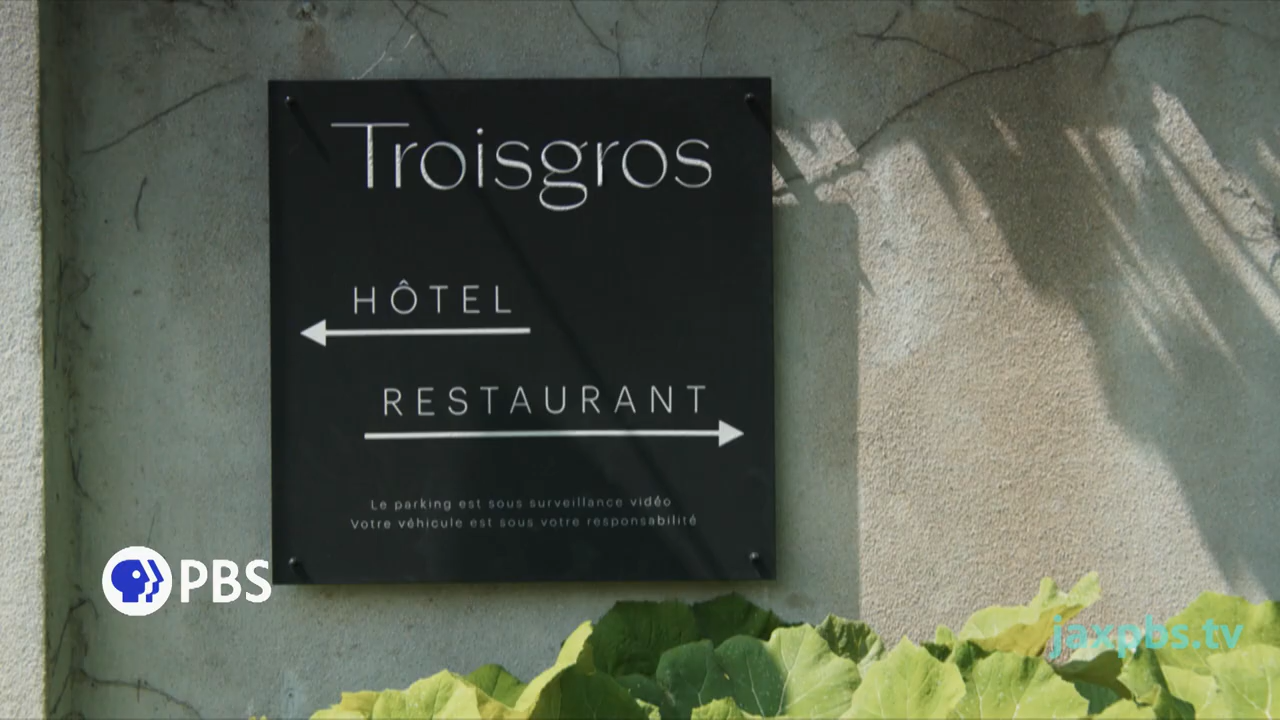 Troisgros
HÔTEL
RESTAURANT
Le parking est sous surveillance vidéo
Votre véhicule est sous votre responsabilité
PBS
jaxpbs.tv